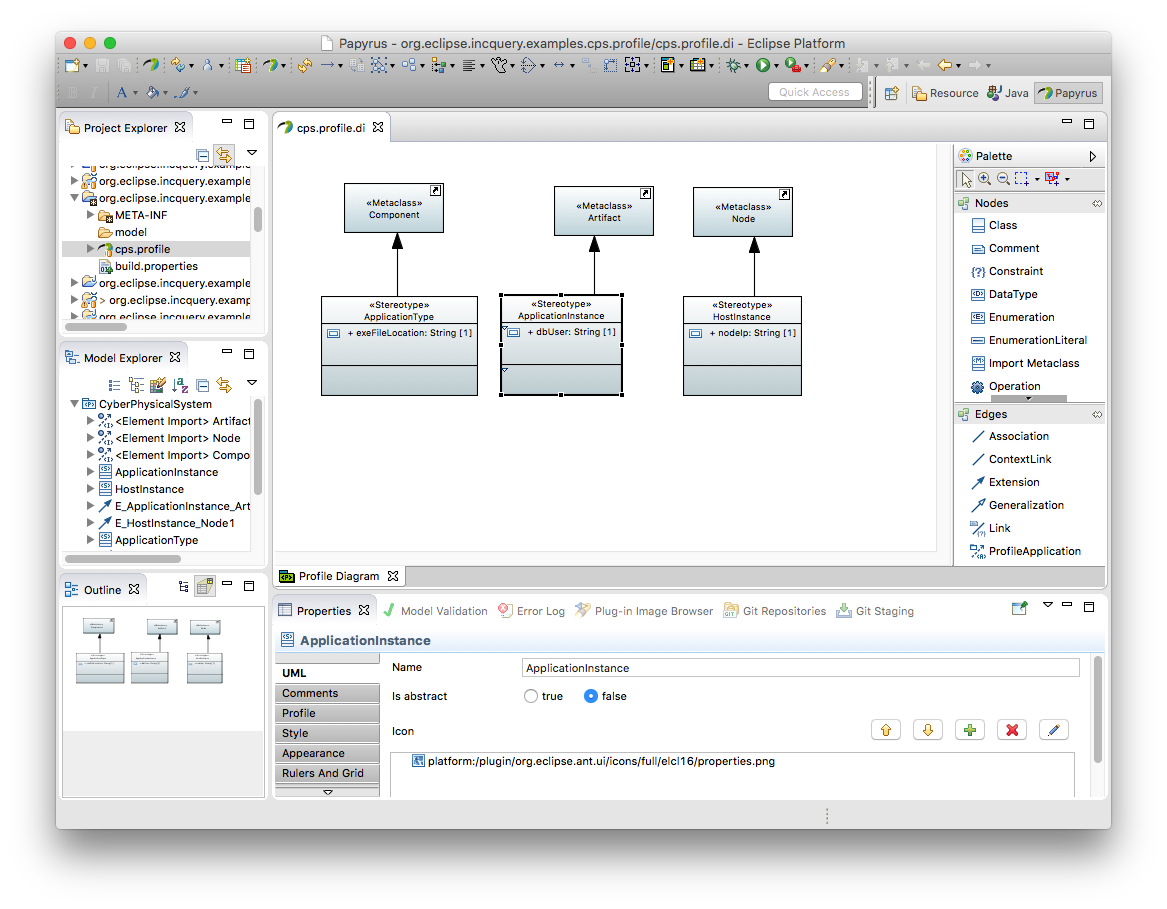 Papyrus - org.eclipse.incquery.examples.cps.profile/cps.profile.di - Eclipse Platform
Quick Access
Resource
Java
Papyrus
Project Explorer
org.eclipse.incquery.example
org.eclipse.incquery.example
org.eclipse.incquery.example
META-INF
model
cps.profile
build.properties
org.eclipse.incquery.example
> org.eclipse.incquery.examp
org.eclipse.incquery.example
Model Explorer
CyberPhysicalSystem
<Element Import> Artifact
<Element Import> Node
<Element Import> Compo
ApplicationInstance
HostInstance
E_ApplicationInstance_Art
E_HostInstance_Node1
ApplicationType
Outline
cps.profile.di
«Metaclass»
Component
«Metaclass»
Artifact
«Metaclass»
Node
«Stereotype»
ApplicationType
+ exeFileLocation: String [1]
«Stereotype»
ApplicationInstance
+ dbUser: String [1]
«Stereotype»
HostInstance
+ nodeIp: String [1]
Profile Diagram
Palette
Nodes
Class
Comment
Constraint
DataType
Enumeration
EnumerationLiteral
Import Metaclass
Operation
Edges
Association
ContextLink
Extension
Generalization
Link
ProfileApplication
Properties
Model Validation
Error Log
Plug-in Image Browser
Git Repositories
Git Staging
ApplicationInstance
UML
Comments
Profile
Style
Appearance
Rulers And Grid
Name
ApplicationInstance
Is abstract
true
false
Icon
platform:/plugin/org.eclipse.ant.ui/icons/full/elcl16/properties.png